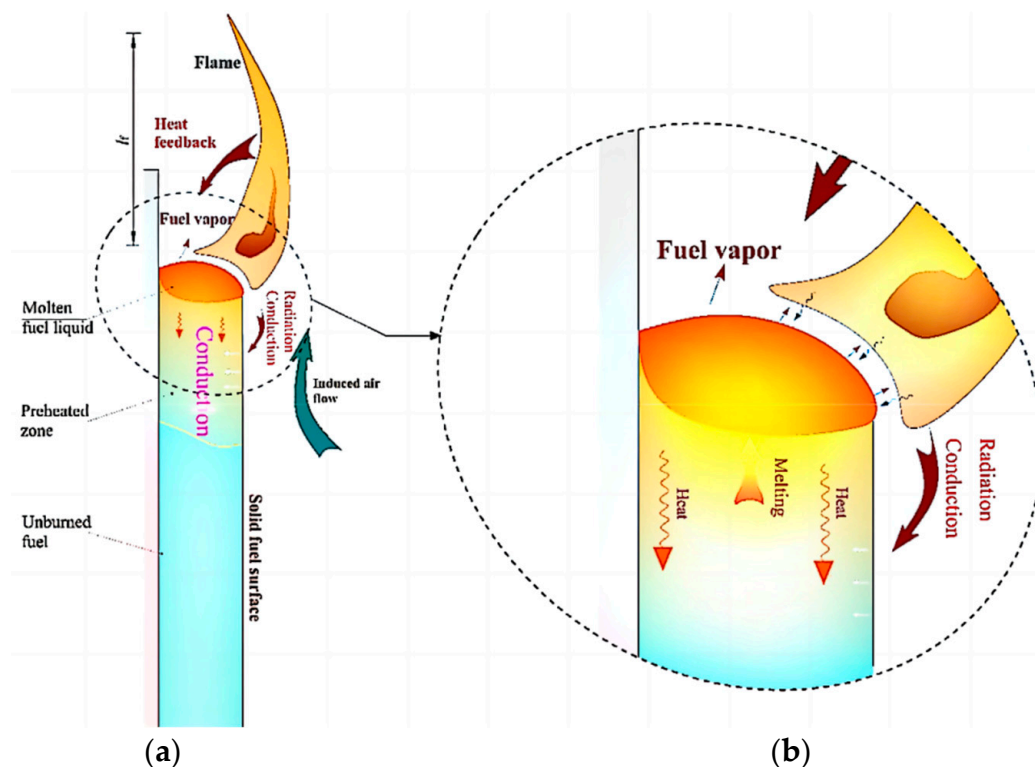 Flame
h_f
Heat
feedback
Fuel vapor
Molten
fuel liquid
Radiation
Conduction
Conduction
Induced air
flow
Preheated
zone
Unburned
fuel
Solid fuel surface
(a)
Fuel vapor
Melting
Heat
Heat
Radiation
Conduction
(b)